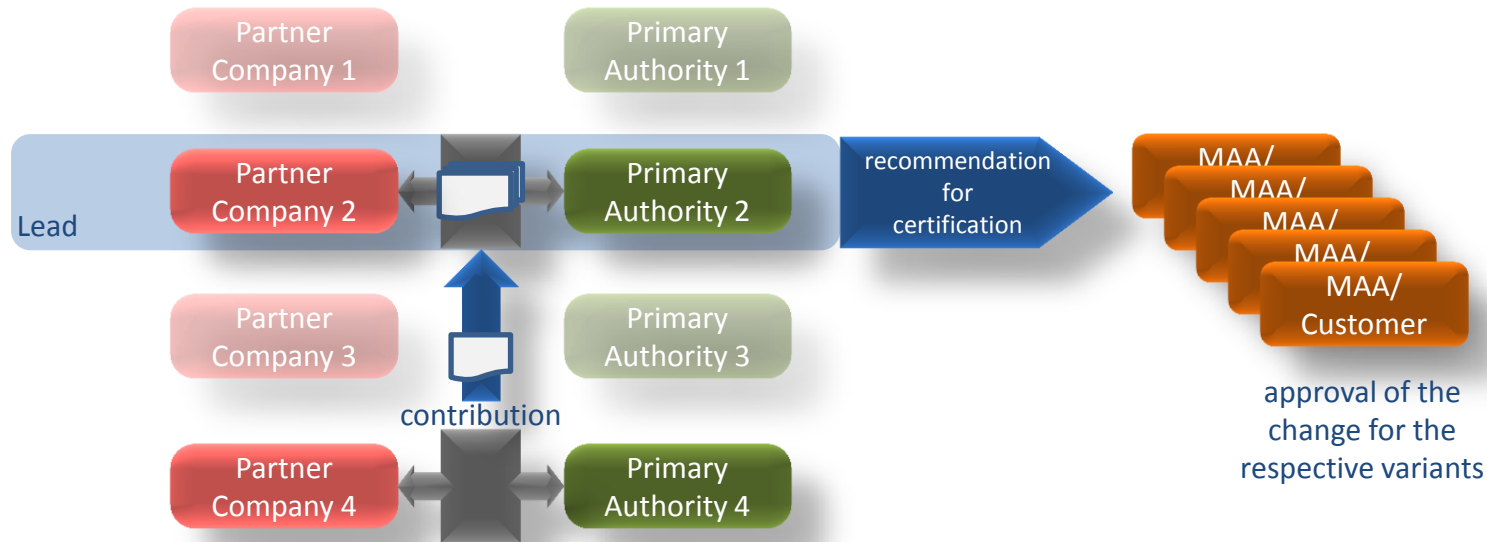 Partner
Company 1
Primary
Authority 1
Lead
Partner
Company 2
Primary
Authority 2
recommendation
for
certification
MAA/
MAA/
MAA/
MAA/
MAA/
Customer
Partner
Company 3
Primary
Authority 3
contribution
approval of the
change for the
respective variants
Partner
Company 4
Primary
Authority 4